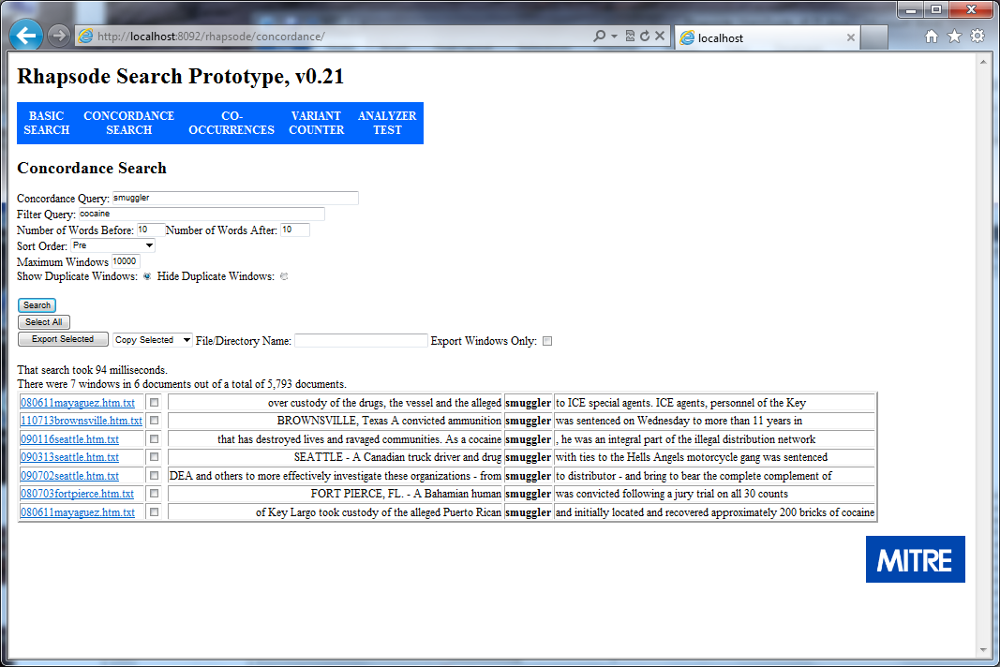 http://localhost:8092/rhapsode/concordance/
localhost
Rhapsode Search Prototype, v0.21
BASIC SEARCH CONCORDANCE SEARCH CO-OCCURRENCES VARIANT COUNTER ANALYZER TEST
Concordance Search
Concordance Query: smuggler
Filter Query: cocaine
Number of Words Before: 10 Number of Words After: 10
Sort Order: Pre
Maximum Windows 10000
Show Duplicate Windows: Hide Duplicate Windows:
Search
Select All
Export Selected Copy Selected File/Directory Name: Export Windows Only:
That search took 94 milliseconds.
There were 7 windows in 6 documents out of a total of 5,793 documents.
080611mayaguez.htm.txt over custody of the drugs, the vessel and the alleged smuggler to ICE special agents. ICE agents, personnel of the Key
110713brownsville.htm.txt BROWNSVILLE, Texas A convicted ammunition smuggler was sentenced on Wednesday to more than 11 years in
090116seattle.htm.txt that has destroyed lives and ravaged communities. As a cocaine smuggler , he was an integral part of the illegal distribution network
090313seattle.htm.txt SEATTLE - A Canadian truck driver and drug smuggler with ties to the Hells Angels motorcycle gang was sentenced
090702seattle.htm.txt DEA and others to more effectively investigate these organizations - from smuggler to distributor - and bring to bear the complete complement of
080703fortpierce.htm.txt FORT PIERCE, FL. - A Bahamian human smuggler was convicted following a jury trial on all 30 counts
080611mayaguez.htm.txt of Key Largo took custody of the alleged Puerto Rican smuggler and initially located and recovered approximately 200 bricks of cocaine
MITRE